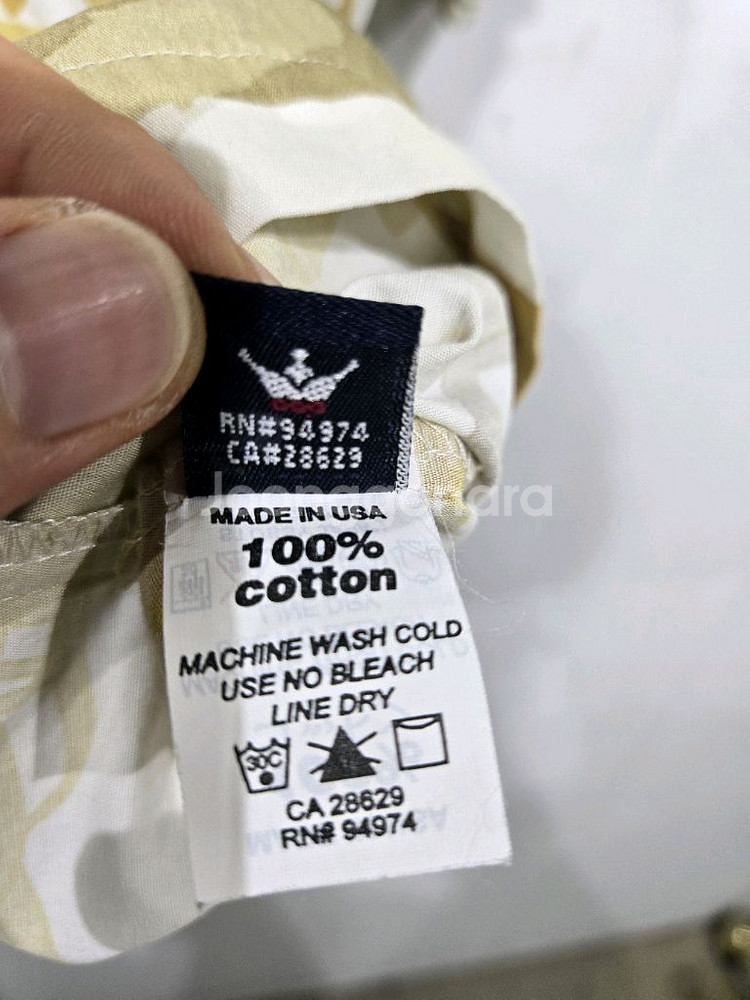 RN#94974
CA#28629
Joonggonara
MADE IN USA
100%
cotton
MACHINE WASH COLD
USE NO BLEACH
LINE DRY
30C
CA 28629
RN# 94974